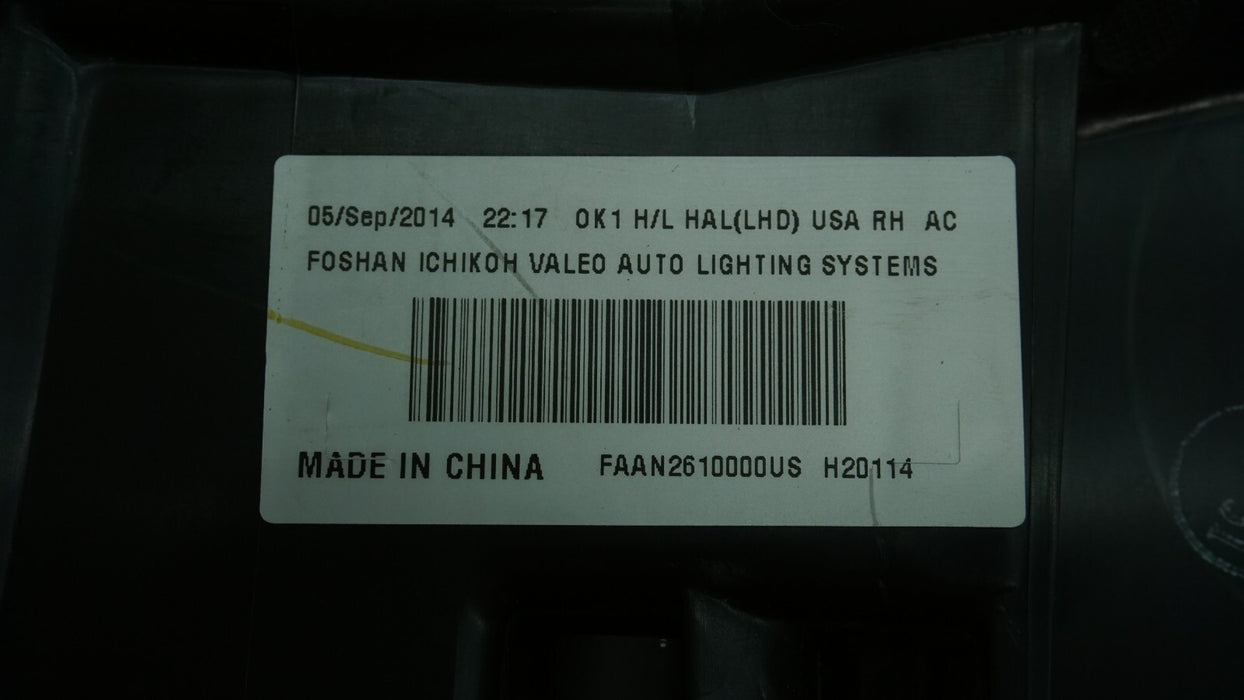 05/Sep/2014 22:17 OK1 H/L HAL(LHD) USA RH AC
FOSHAN ICHIKOH VALEO AUTO LIGHTING SYSTEMS
MADE IN CHINA FAAN2610000US H20114